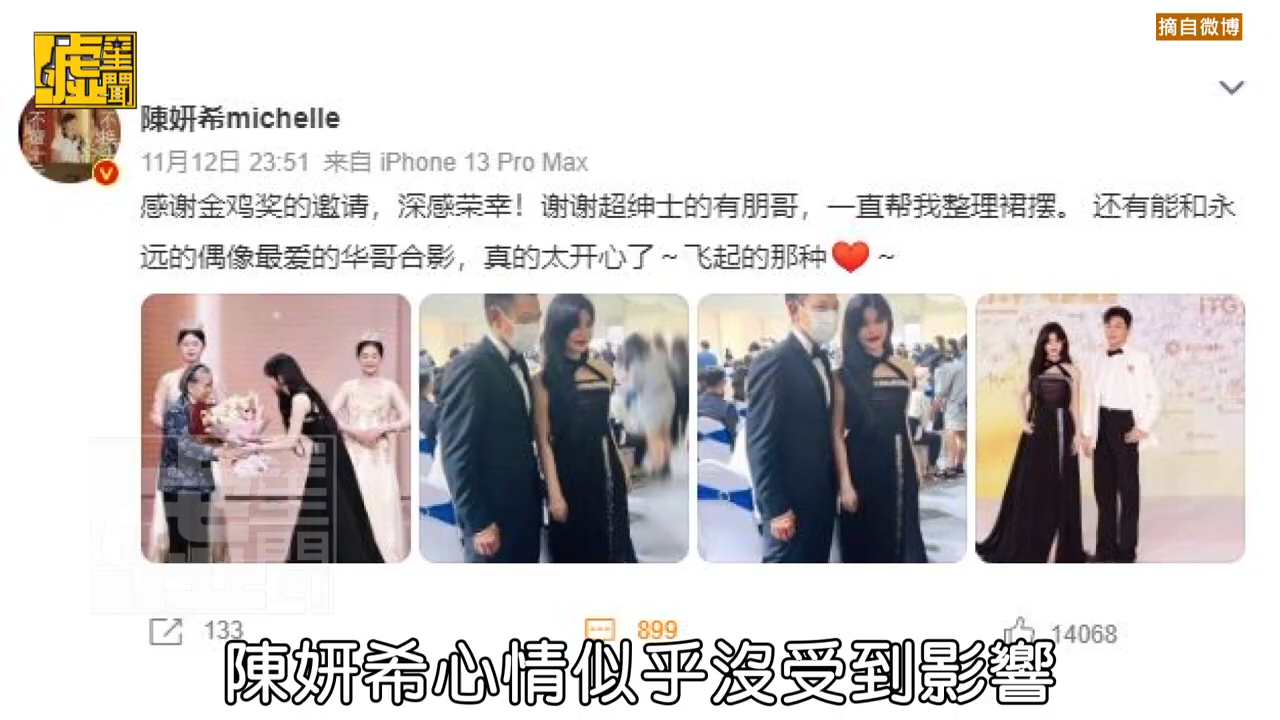 摘自微博
噓星聞
陳妍希michelle
11月12日 23:51 来自 iPhone 13 Pro Max
感谢金鸡奖的邀请，深感荣幸！谢谢超绅士的有朋哥，一直帮我整理裙摆。 还有能和永
远的偶像最爱的华哥合影，真的太开心了～飞起的那种❤️～
ITG
133
899
14068
陳妍希心情似乎沒受到影響